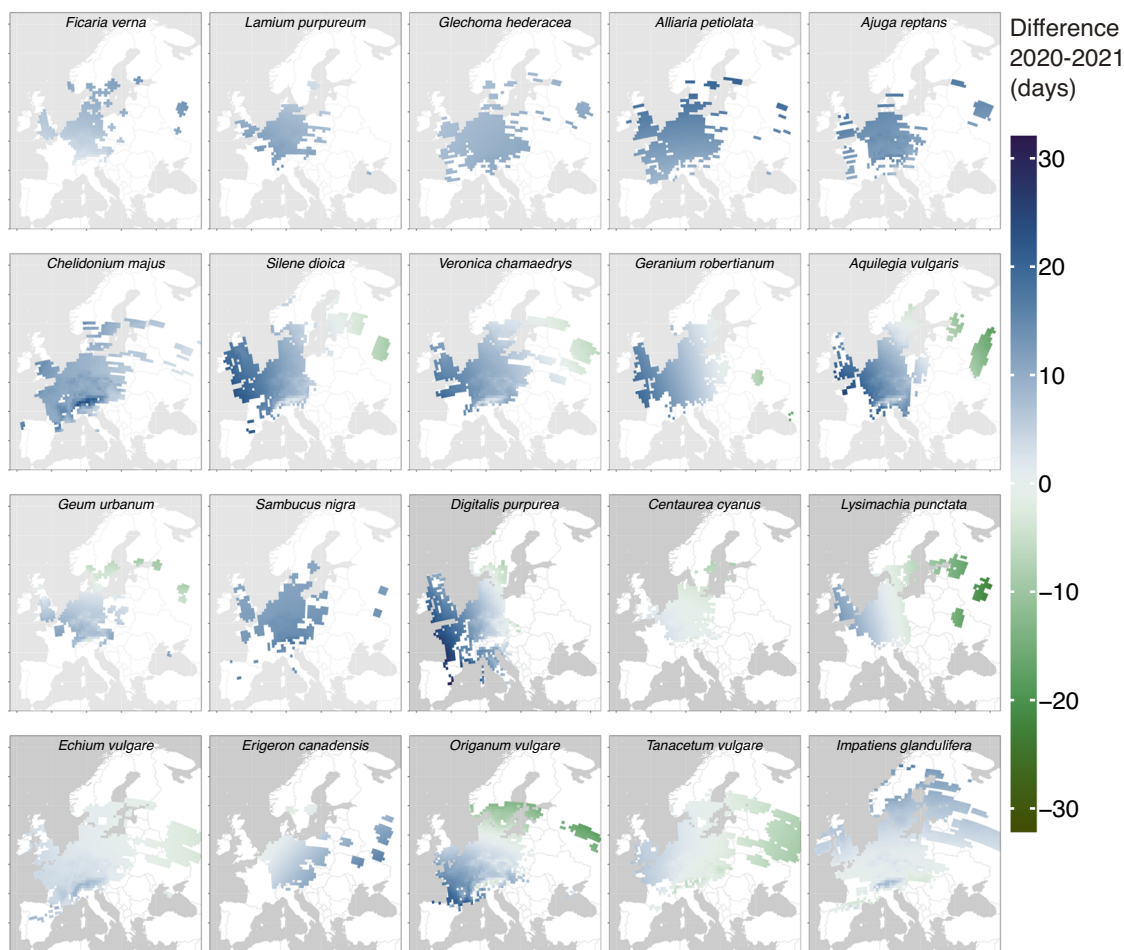 Ficaria verna
Lamium purpureum
Glechoma hederacea
Alliaria petiolata
Ajuga reptans
Difference
2020-2021
(days)
Chelidonium majus
Silene dioica
Veronica chamaedrys
Geranium robertianum
Aquilegia vulgaris
Geum urbanum
Sambucus nigra
Digitalis purpurea
Centaurea cyanus
Lysimachia punctata
Echium vulgare
Erigeron canadensis
Origanum vulgare
Tanacetum vulgare
Impatiens glandulifera
30
20
10
0
−10
−20
−30